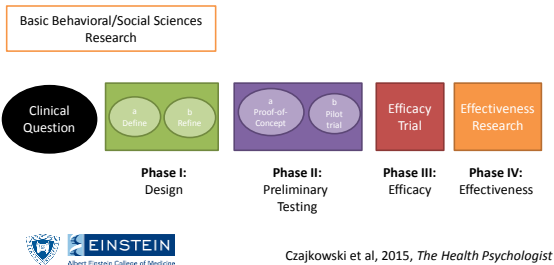 Basic Behavioral/Social Sciences
Research
Clinical
Question
a
Define
b
Refine
a
Proof-of-
Concept
b
Pilot
trial
Efficacy
Trial
Effectiveness
Research
Phase I:
Design
Phase II:
Preliminary
Testing
Phase III:
Efficacy
Phase IV:
Effectiveness
EINSTEIN
Albert Einstein College of Medicine
Czajkowski et al, 2015, The Health Psychologist